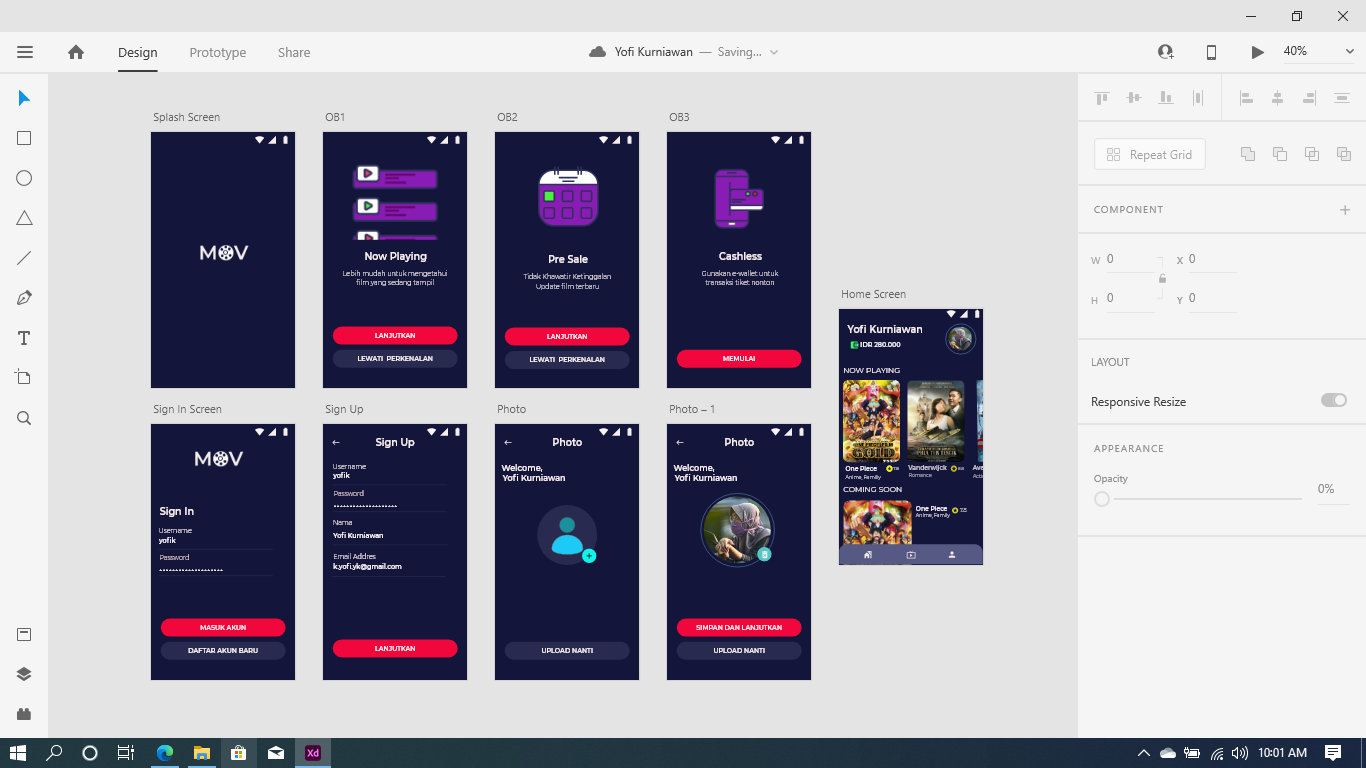 Design
Prototype
Share
Yofi Kurniawan — Saving...
40%
Splash Screen
OB1
OB2
OB3
MOV
Now Playing
Lebih mudah untuk mengetahui
film yang sedang tampil
LANJUTKAN
LEWATI PERKENALAN
Pre Sale
Tidak Khawatir Ketinggalan
Update film terbaru
LANJUTKAN
LEWATI PERKENALAN
Cashless
Gunakan e-wallet untuk
transaksi tiket nonton
MEMULAI
Home Screen
Yofi Kurniawan
IDR 280.000
NOW PLAYING
One Piece
Anime, Family
7.8
Vanderwijck
Romance
Ave
COMING SOON
One Piece
Anime, Family
7.8
Sign In Screen
Sign Up
Photo
Photo – 1
MOV
Sign In
Username
yofik
Password
MASUK AKUN
DAFTAR AKUN BARU
Sign Up
Username
yofik
Password
Nama
Yofi Kurniawan
Email Addres
k.yofi.yk@gmail.com
LANJUTKAN
Photo
Welcome,
Yofi Kurniawan
UPLOAD NANTI
Photo
Welcome,
Yofi Kurniawan
SIMPAN DAN LANJUTKAN
UPLOAD NANTI
Repeat Grid
COMPONENT
W 0 X 0
H 0 Y 0
LAYOUT
Responsive Resize
APPEARANCE
Opacity
0%
Xd
10:01 AM